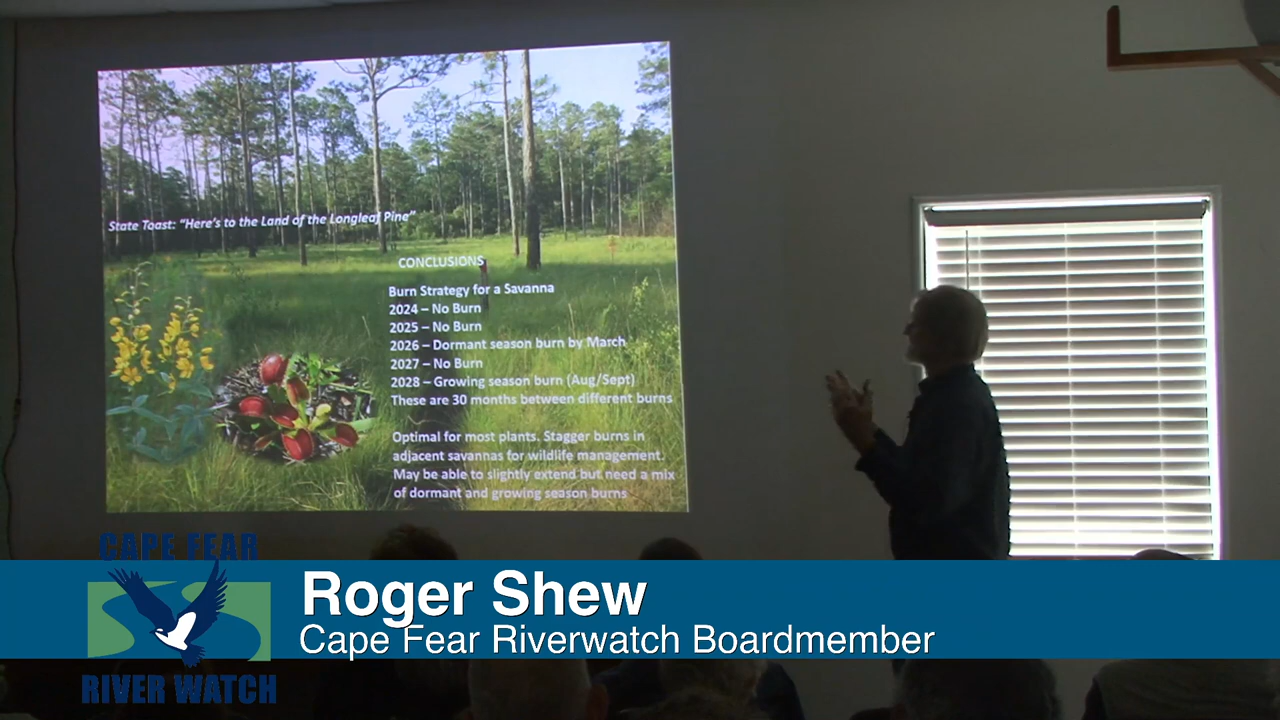 State Toast: “Here’s to the Land of the Longleaf Pine”
CONCLUSIONS
Burn Strategy for a Savanna
2024 – No Burn
2025 – No Burn
2026 – Dormant season burn by March
2027 – No Burn
2028 – Growing season burn (Aug/Sept)
These are 30 months between different burns
Optimal for most plants. Stagger burns in
adjacent savannas for wildlife management.
May be able to slightly extend but need a mix
of dormant and growing season burns
CAPE FEAR
RIVER WATCH
Roger Shew
Cape Fear Riverwatch Boardmember